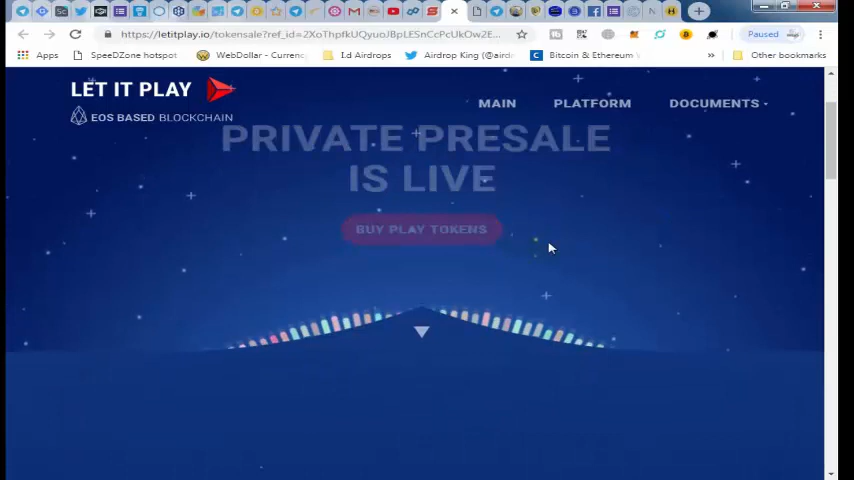 https://letitplay.io/tokensale?ref_id=2XoThpfkUQyuoJBpLESnCcPcUkOw2E...
Paused
Apps
SpeeDZone hotspot
WebDollar - Currenc
I.d Airdrops
Airdrop King (@airdr
Bitcoin & Ethereum
»
Other bookmarks
LET IT PLAY
EOS BASED BLOCKCHAIN
MAIN
PLATFORM
DOCUMENTS
PRIVATE PRESALE
IS LIVE
BUY PLAY TOKENS